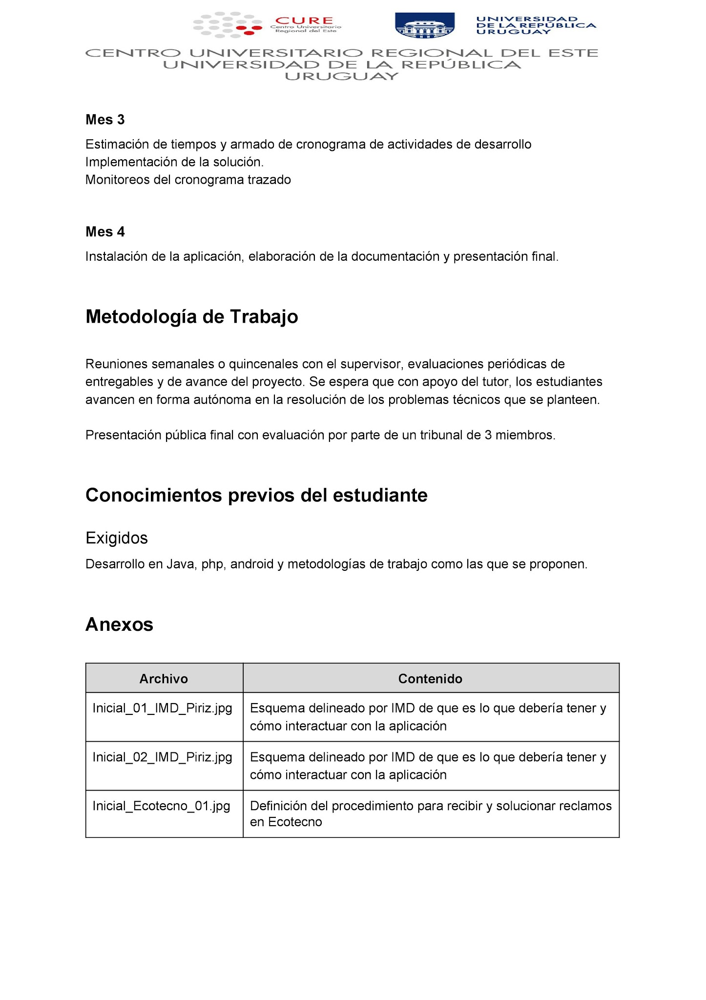 CURE
Centro Universitario
Regional del Este
UNIVERSIDAD
DE LA REPÚBLICA
URUGUAY
CENTRO UNIVERSITARIO REGIONAL DEL ESTE
UNIVERSIDAD DE LA REPÚBLICA
URUGUAY
Mes 3
Estimación de tiempos y armado de cronograma de actividades de desarrollo
Implementación de la solución.
Monitoreos del cronograma trazado
Mes 4
Instalación de la aplicación, elaboración de la documentación y presentación final.
Metodología de Trabajo
Reuniones semanales o quincenales con el supervisor, evaluaciones periódicas de
entregables y de avance del proyecto. Se espera que con apoyo del tutor, los estudiantes
avancen en forma autónoma en la resolución de los problemas técnicos que se planteen.
Presentación pública final con evaluación por parte de un tribunal de 3 miembros.
Conocimientos previos del estudiante
Exigidos
Desarrollo en Java, php, android y metodologías de trabajo como las que se proponen.
Anexos
Archivo
Contenido
Inicial_01_IMD_Piriz.jpg
Esquema delineado por IMD de que es lo que debería tener y
cómo interactuar con la aplicación
Inicial_02_IMD_Piriz.jpg
Esquema delineado por IMD de que es lo que debería tener y
cómo interactuar con la aplicación
Inicial_Ecotecno_01.jpg
Definición del procedimiento para recibir y solucionar reclamos
en Ecotecno